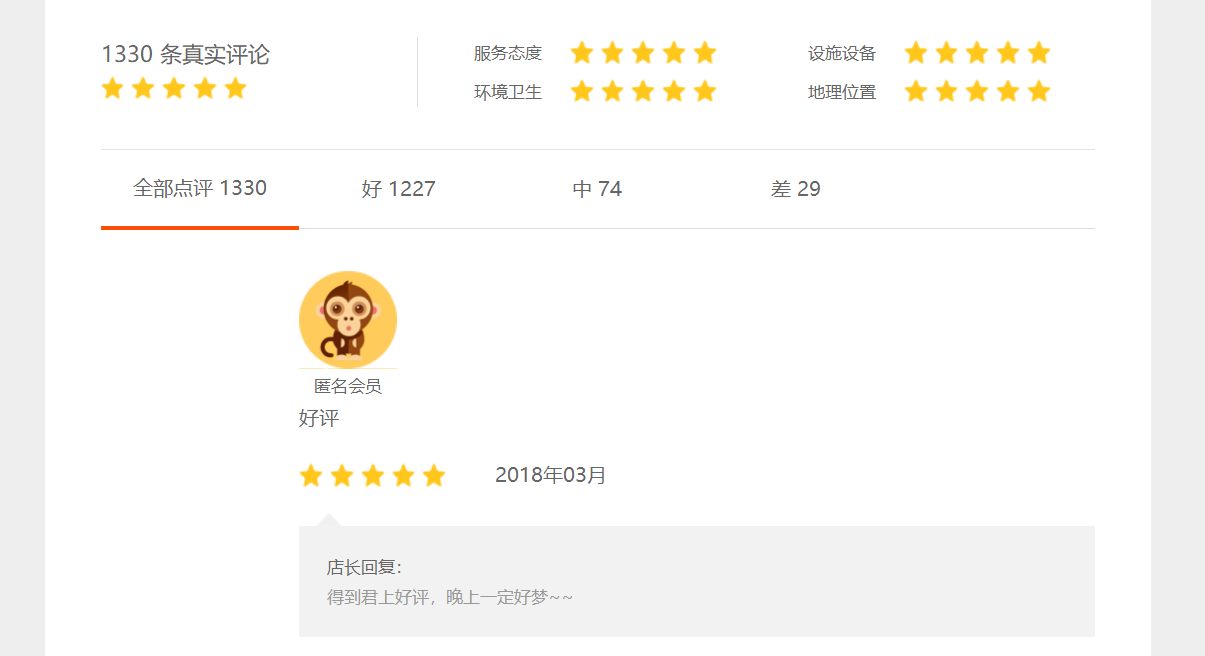 1330 条真实评论
服务态度
设施设备
环境卫生
地理位置
全部点评 1330
好 1227
中 74
差 29
匿名会员
好评
2018年03月
店长回复：
得到君上好评，晚上一定好梦~~